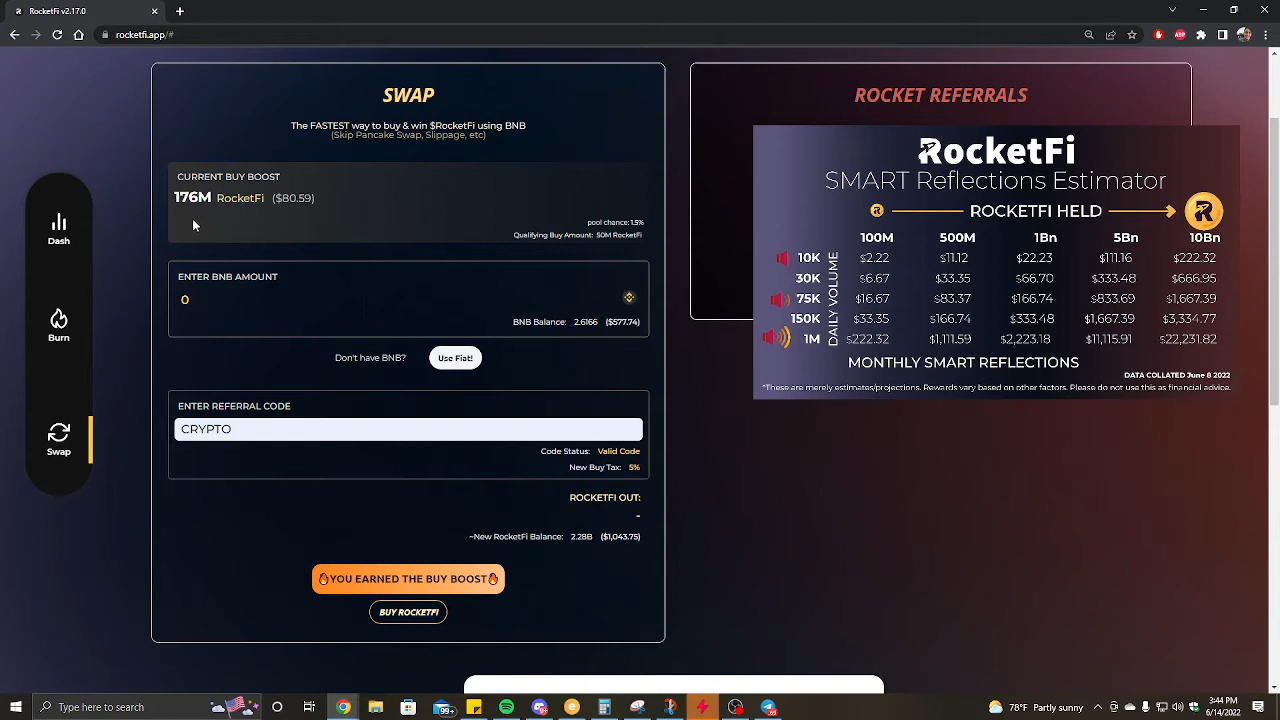 RocketFi v2.17.0
rocketfi.app/#
SWAP
The FASTEST way to buy & win $RocketFi using BNB
(Skip Pancake Swap, Slippage, etc)
CURRENT BUY BOOST
176M RocketFi ($80.59)
pool chance: 1.5%
Qualifying Buy Amount: 50M RocketFi
ENTER BNB AMOUNT
0
BNB Balance: 2.6166 ($577.74)
Don't have BNB? Use Fiat!
ENTER REFERRAL CODE
CRYPTO
Code Status: Valid Code
New Buy Tax: 5%
ROCKETFI OUT:
-
~New RocketFi Balance: 2.28B ($1,043.75)
🔥YOU EARNED THE BUY BOOST🔥
BUY ROCKETFI
Dash
Burn
Swap
ROCKET REFERRALS
RocketFi
SMART Reflections Estimator
ROCKETFI HELD
100M 500M 1Bn 5Bn 10Bn
DAILY VOLUME
10K $2.22 $11.12 $22.23 $111.16 $222.32
30K $6.67 $33.35 $66.70 $333.48 $666.95
75K $16.67 $83.37 $166.74 $833.69 $1,667.39
150K $33.35 $166.74 $333.48 $1,667.39 $3,334.77
1M $222.32 $1,111.59 $2,223.18 $11,115.91 $22,231.82
MONTHLY SMART REFLECTIONS
DATA COLLATED June 8 2022
*These are merely estimates/projections. Rewards vary based on other factors. Please do not use this as financial advice.
Type here to search
99+
78°F Partly sunny
3:44 PM
6/14/2022